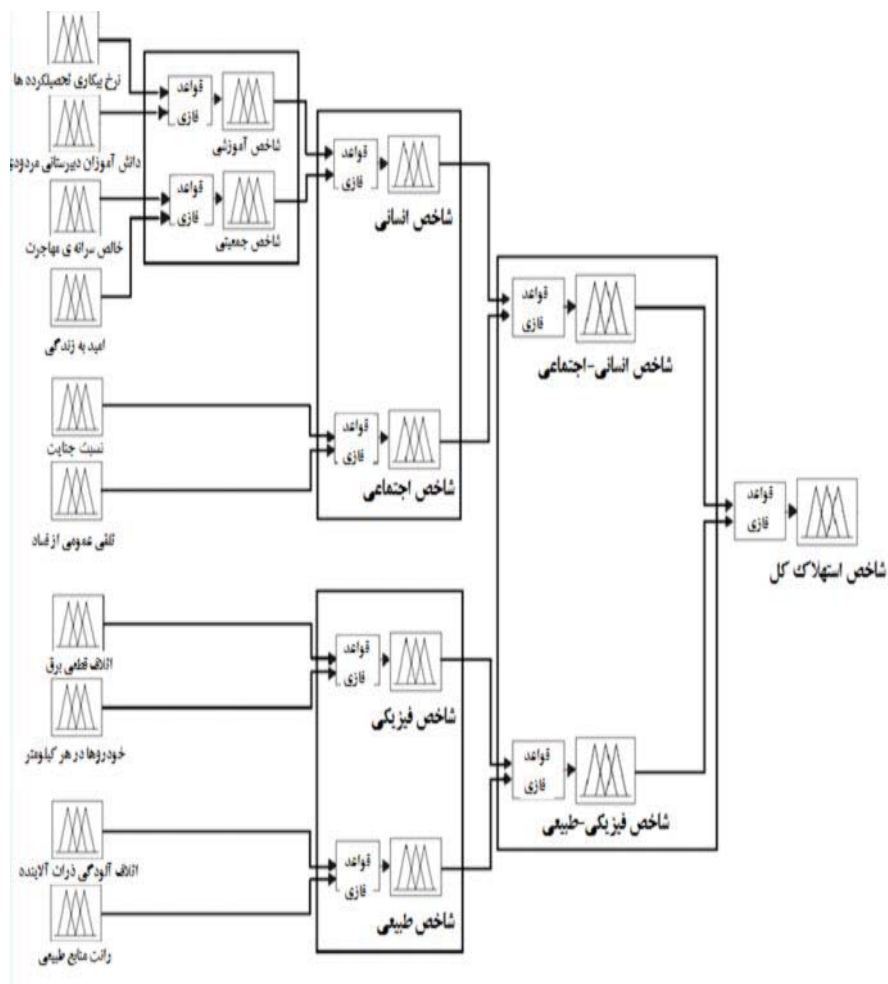 نرخ بیکاری تحصیلکرده ها
دانش آموزان دبیرستانی مردودی
خالص سرانه ی مهاجرت
امید به زندگی
نسبت جنایت
تلقی عمومی از فساد
اتلاف قطعی برق
خودروها در هر کیلومتر
اتلاف آلودگی ذرات آلاینده
رانت منابع طبیعی
قواعد
فازی
شاخص آموزشی
قواعد
فازی
شاخص جمعیتی
قواعد
فازی
شاخص انسانی
قواعد
فازی
شاخص اجتماعی
قواعد
فازی
شاخص فیزیکی
قواعد
فازی
شاخص طبیعی
قواعد
فازی
شاخص انسانی-اجتماعی
قواعد
فازی
شاخص فیزیکی-طبیعی
قواعد
فازی
شاخص استهلاک کل